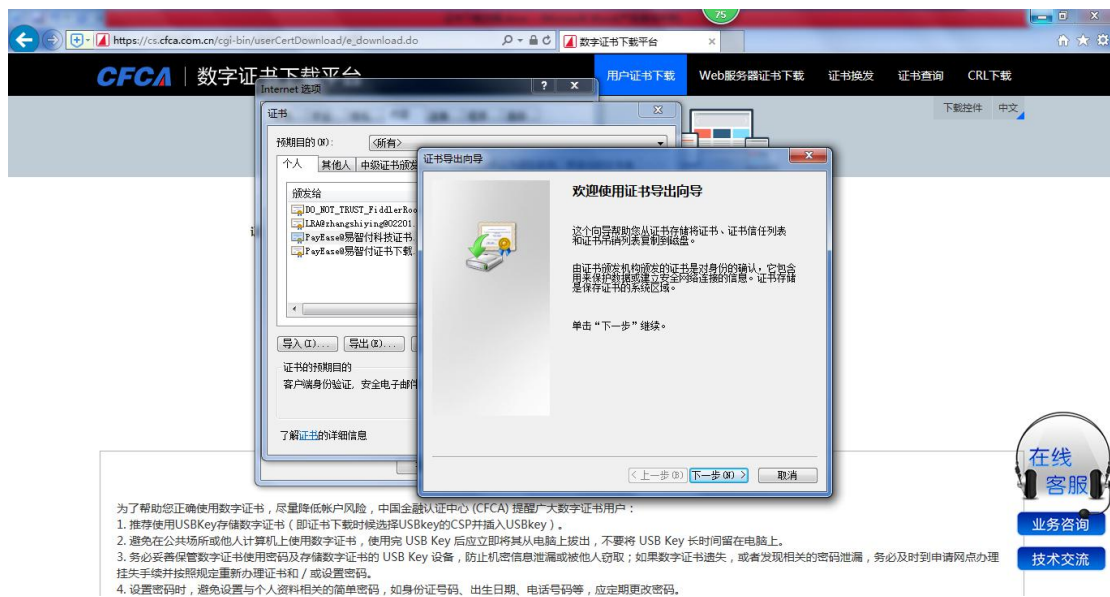 75
https://cs.cfca.com.cn/cgi-bin/userCertDownload/e_download.do
数字证书下载平台
CFCA 数字证书下载平台
用户证书下载 Web服务器证书下载 证书换发 证书查询 CRL下载
下载控件 中文
Internet 选项
证书
预期目的(N): <所有>
个人 其他人 中级证书颁发
颁发给
DO_NOT_TRUST_FiddlerRoo
LRA@zhangshiying@02201.
PayEase@易智付科技证书.
PayEase@易智付证书下载.
导入(I)... 导出(E)...
证书的预期目的
客户端身份验证, 安全电子邮件
了解证书的详细信息
证书导出向导
欢迎使用证书导出向导
这个向导帮助您从证书存储将证书、证书信任列表
和证书吊销列表复制到磁盘。
由证书颁发机构颁发的证书是对身份的确认，它包含
用来保护数据或建立安全网络连接的信息。证书存储
是保存证书的系统区域。
单击“下一步”继续。
< 上一步(B) 下一步(N) > 取消
在线
客服
业务咨询
技术交流
为了帮助您正确使用数字证书，尽量降低帐户风险，中国金融认证中心 (CFCA) 提醒广大数字证书用户：
1. 推荐使用USBKey存储数字证书（即证书下载时候选择USBkey的CSP并插入USBkey）。
2. 避免在公共场所或他人计算机上使用数字证书，使用完 USB Key 后应立即将其从电脑上拔出，不要将 USB Key 长时间留在电脑上。
3. 务必妥善保管数字证书使用密码及存储数字证书的 USB Key 设备，防止机密信息泄漏或被他人窃取；如果数字证书遗失，或者发现相关的密码泄漏，务必及时到申请网点办理
挂失手续并按照规定重新办理证书和 / 或设置密码。
4. 设置密码时，避免设置与个人资料相关的简单密码，如身份证号码、出生日期、电话号码等，应定期更改密码。